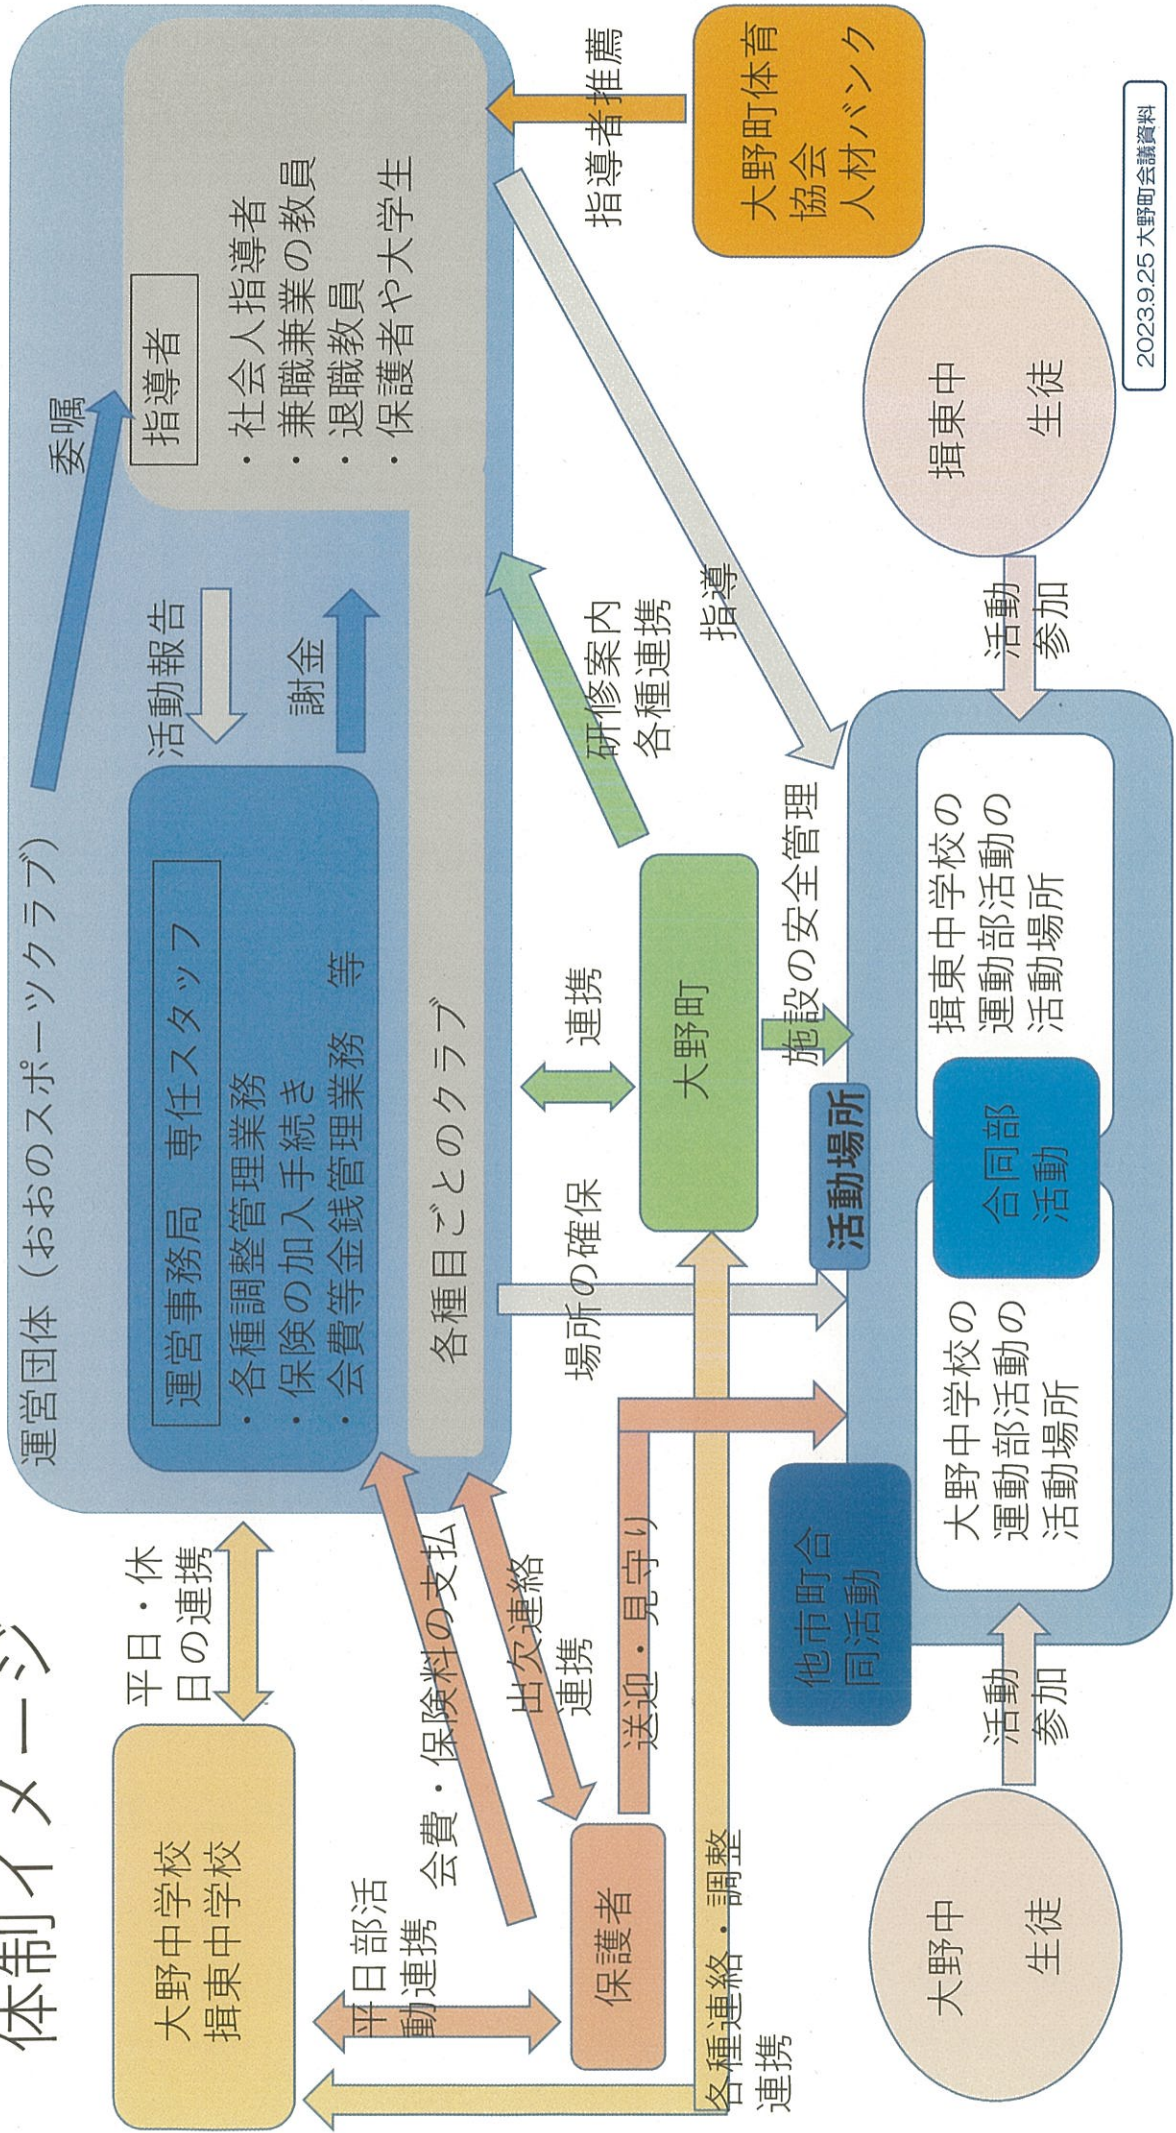 体制イメージ
大野中学校
揖東中学校
平日・休
日の連携
運営団体（おおのスポーツクラブ）
運営事務局　専任スタッフ
・各種調整管理業務
・保険の加入手続き
・会費等金銭管理業務　等
委嘱
活動報告
謝金
指導者
・社会人指導者
・兼職兼業の教員
・退職教員
・保護者や大学生
各種目ごとのクラブ
平日部活
動連携
会費・保険料の支払
出欠連絡
連携
保護者
送迎・見守り
各種連絡・調整
連携
場所の確保
連携
大野町
研修案内
各種連携
指導
指導者推薦
大野町体育
協会
人材バンク
施設の安全管理
活動場所
他市町合
同活動
大野中学校の
運動部活動の
活動場所
合同部
活動
揖東中学校の
運動部活動の
活動場所
大野中
生徒
活動
参加
活動
参加
揖東中
生徒
2023.9.25 大野町会議資料